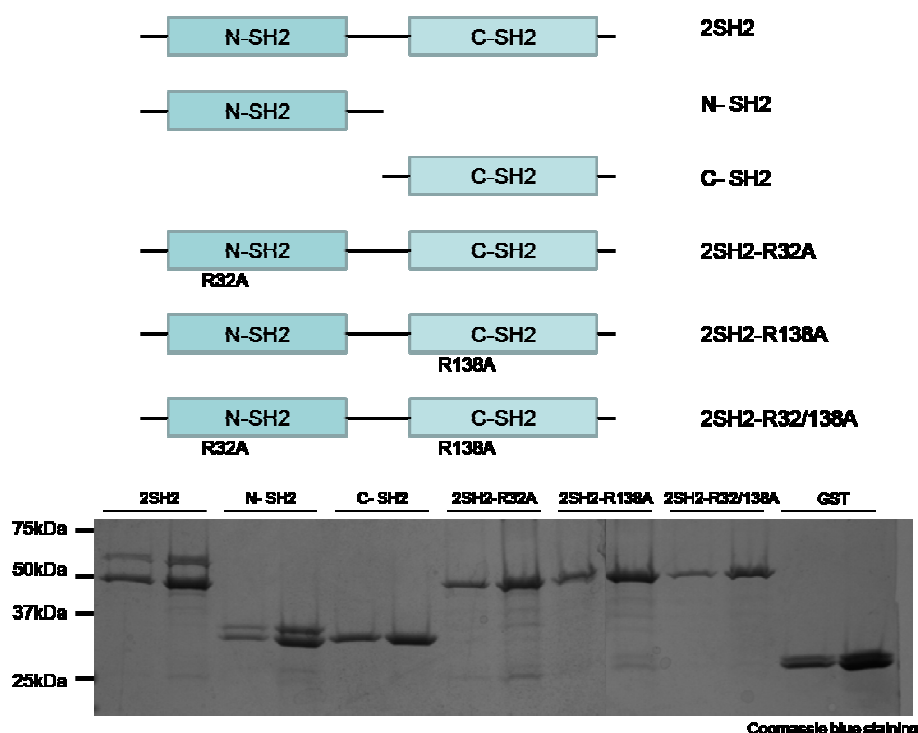 N-SH2 C-SH2 2SH2
N-SH2 N- SH2
C-SH2 C- SH2
N-SH2 C-SH2 2SH2-R32A
R32A
N-SH2 C-SH2 2SH2-R138A
R138A
N-SH2 C-SH2 2SH2-R32/138A
R32A R138A
2SH2 N- SH2 C- SH2 2SH2-R32A 2SH2-R138A 2SH2-R32/138A GST
75kDa
50kDa
37kDa
25kDa
Coomassie blue staining